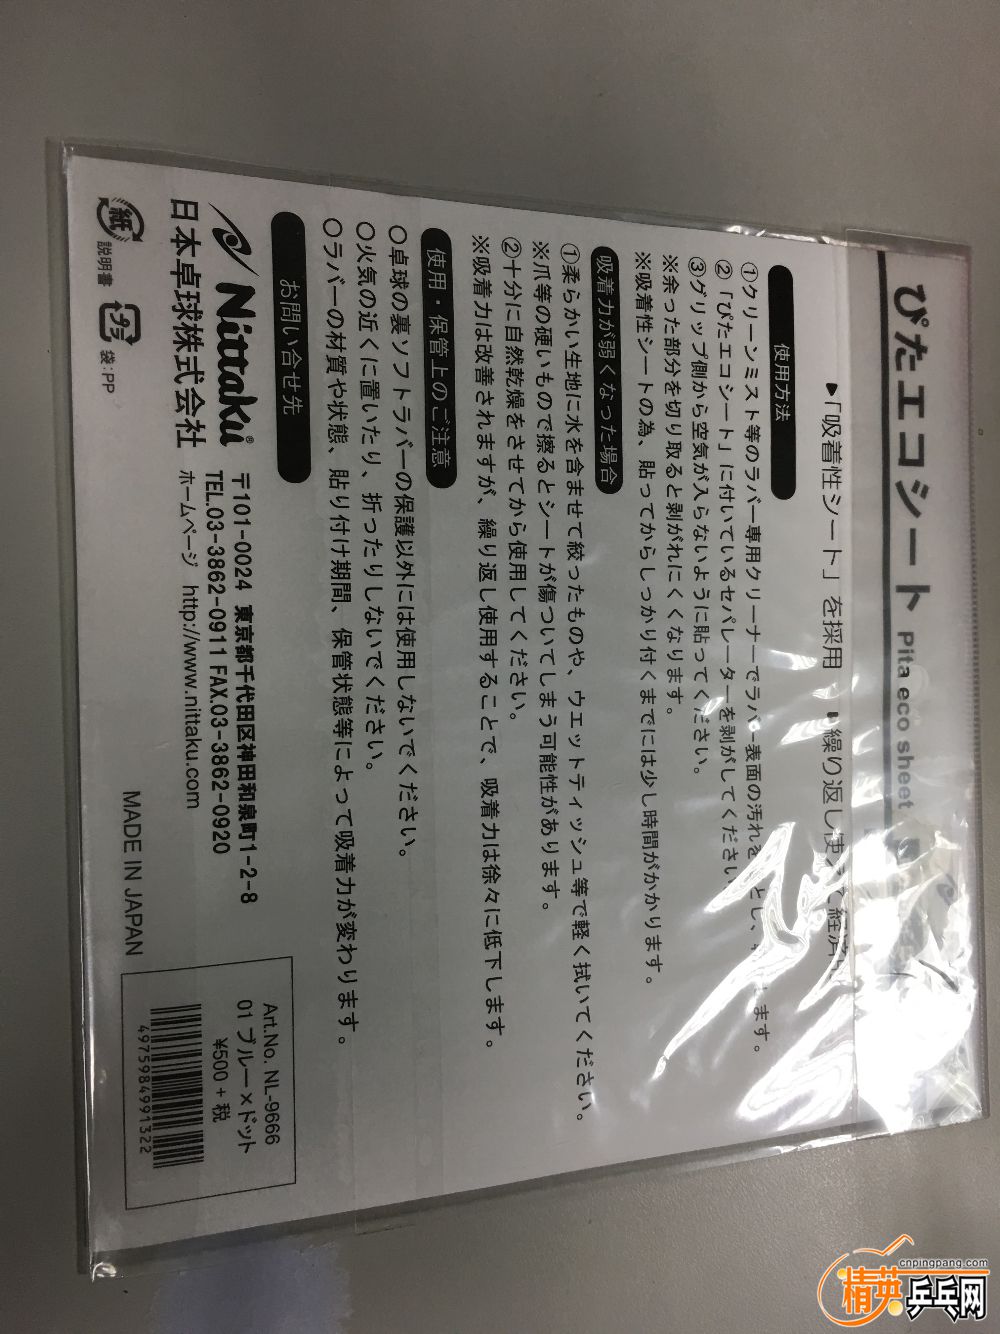 ぴたエコシート Pita eco sheet
▶「吸着性シート」を採用 ▶繰り返し使えて経済
使用方法
①クリーンミスト等のラバー専用クリーナーでラバー表面の汚れを とし、 ます。
②「ぴたエコシート」に付いているセパレーターを剥がしてください
③グリップ側から空気が入らないように貼ってください。
※余った部分を切り取ると剥がれにくくなります。
※吸着性シートの為、貼ってからしっかり付くまでには少し時間がかかります。
吸着力が弱くなった場合
①柔らかい生地に水を含ませて絞ったものや、ウエットティッシュ等で軽く拭いてください。
※爪等の硬いもので擦るとシートが傷ついてしまう可能性があります。
②十分に自然乾燥をさせてから使用してください。
※吸着力は改善されますが、繰り返し使用することで、吸着力は徐々に低下します。
使用・保管上のご注意
○卓球の裏ソフトラバーの保護以外には使用しないでください。
○火気の近くに置いたり、折ったりしないでください。
○ラバーの材質や状態、貼り付け期間、保管状態等によって吸着力が変わります。
お問い合せ先
Nittaku®
日本卓球株式会社
〒101-0024 東京都千代田区神田和泉町1-2-8
TEL.03-3862-0911 FAX.03-3862-0920
ホームページ http://www.nittaku.com
紙 説明書 袋:PP
MADE IN JAPAN
Art.No. NL-9666
01 ブルー×ドット
¥500+税
4975984991322
cnpingpang.com
精英乒乓网